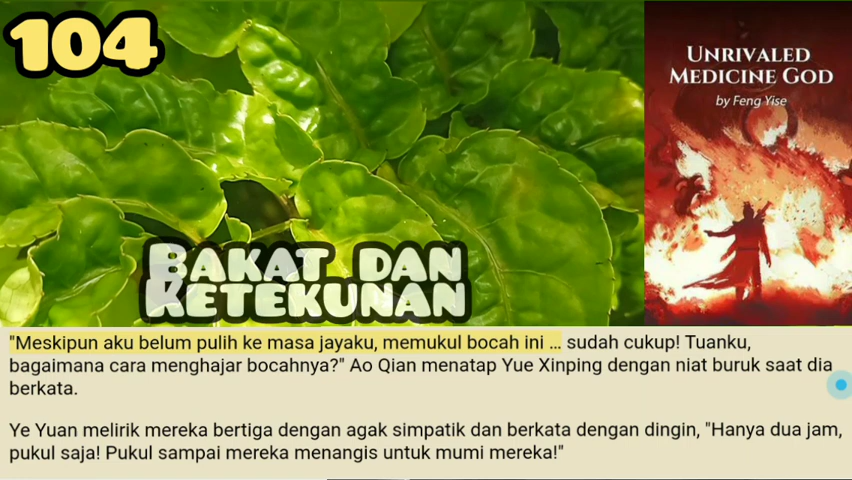 104
UNRIVALED
MEDICINE GOD
by Feng Yise
BAKAT DAN
KETEKUNAN
"Meskipun aku belum pulih ke masa jayaku, memukul bocah ini ... sudah cukup! Tuanku,
bagaimana cara menghajar bocahnya?" Ao Qian menatap Yue Xinping dengan niat buruk saat dia
berkata.
Ye Yuan melirik mereka bertiga dengan agak simpatik dan berkata dengan dingin, "Hanya dua jam,
pukul saja! Pukul sampai mereka menangis untuk mumi mereka!"